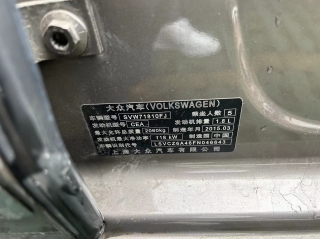 大众汽车(VOLKSWAGEN)
车辆型号 SVW71810FJ 乘坐人数 5
发动机型号 CEA 发动机排量 1.8 L
最大允许总质量 2080kg 制造年月 2015.03
发动机最大净功率 118 kW 制造国 中国
车辆识别代号 LSVCZ6A46FN048543
上海大众汽车有限公司